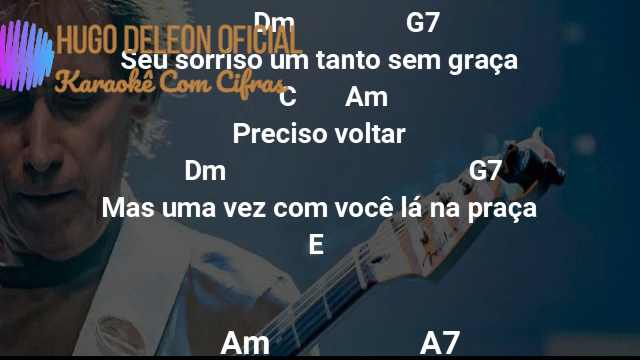 HUGO DELEON OFICIAL
Karaokê Com Cifras
Dm G7
Seu sorriso um tanto sem graça
C Am
Preciso voltar
Dm G7
Mas uma vez com você lá na praça
E
Am A7